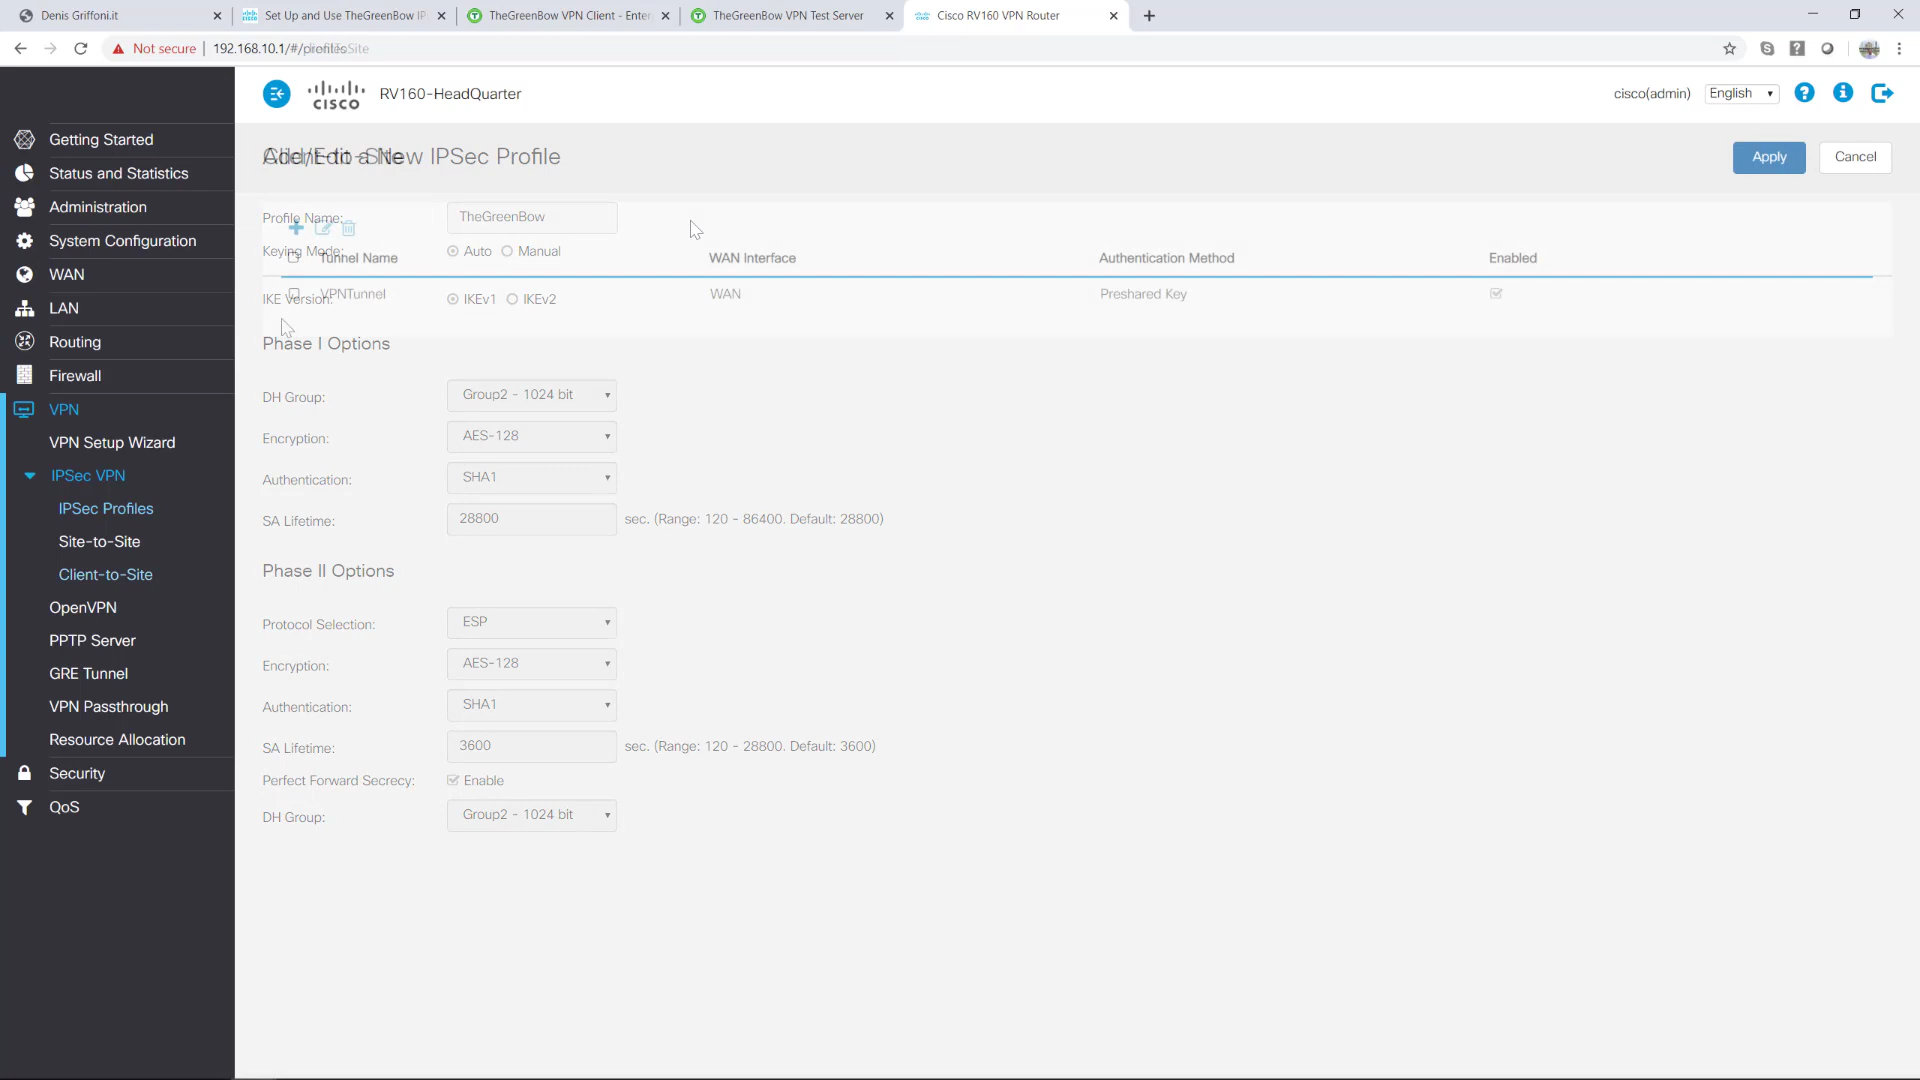 Denis Griffoni.it
Set Up and Use TheGreenBow IP
TheGreenBow VPN Client - Enter
TheGreenBow VPN Test Server
Cisco RV160 VPN Router
Not secure
192.168.10.1/#/profiles
cisco
RV160-HeadQuarter
cisco(admin)
English
Getting Started
Status and Statistics
Administration
System Configuration
WAN
LAN
Routing
Firewall
VPN
VPN Setup Wizard
IPSec VPN
IPSec Profiles
Site-to-Site
Client-to-Site
OpenVPN
PPTP Server
GRE Tunnel
VPN Passthrough
Resource Allocation
Security
QoS
Add/Edit a New IPSec Profile
Client-to-Site
Apply
Cancel
Profile Name: TheGreenBow
Keying Mode: Auto Manual
Tunnel Name WAN Interface Authentication Method Enabled
VPNTunnel WAN Preshared Key
IKE Version: IKEv1 IKEv2
Phase I Options
DH Group: Group2 - 1024 bit
Encryption: AES-128
Authentication: SHA1
SA Lifetime: 28800 sec. (Range: 120 - 86400. Default: 28800)
Phase II Options
Protocol Selection: ESP
Encryption: AES-128
Authentication: SHA1
SA Lifetime: 3600 sec. (Range: 120 - 28800. Default: 3600)
Perfect Forward Secrecy: Enable
DH Group: Group2 - 1024 bit